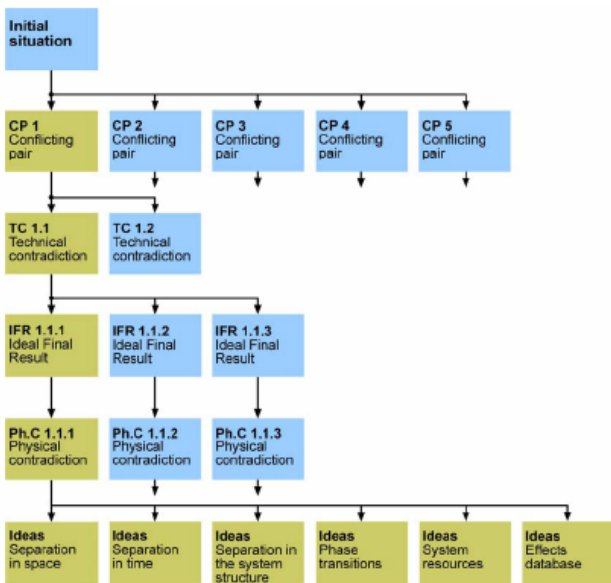 Initial
situation
CP 1
Conflicting
pair
CP 2
Conflicting
pair
CP 3
Conflicting
pair
CP 4
Conflicting
pair
CP 5
Conflicting
pair
TC 1.1
Technical
contradiction
TC 1.2
Technical
contradiction
IFR 1.1.1
Ideal Final
Result
IFR 1.1.2
Ideal Final
Result
IFR 1.1.3
Ideal Final
Result
Ph.C 1.1.1
Physical
contradiction
Ph.C 1.1.2
Physical
contradiction
Ph.C 1.1.3
Physical
contradiction
Ideas
Separation
in space
Ideas
Separation
in time
Ideas
Separation in
the system
structure
Ideas
Phase
transitions
Ideas
System
resources
Ideas
Effects
database